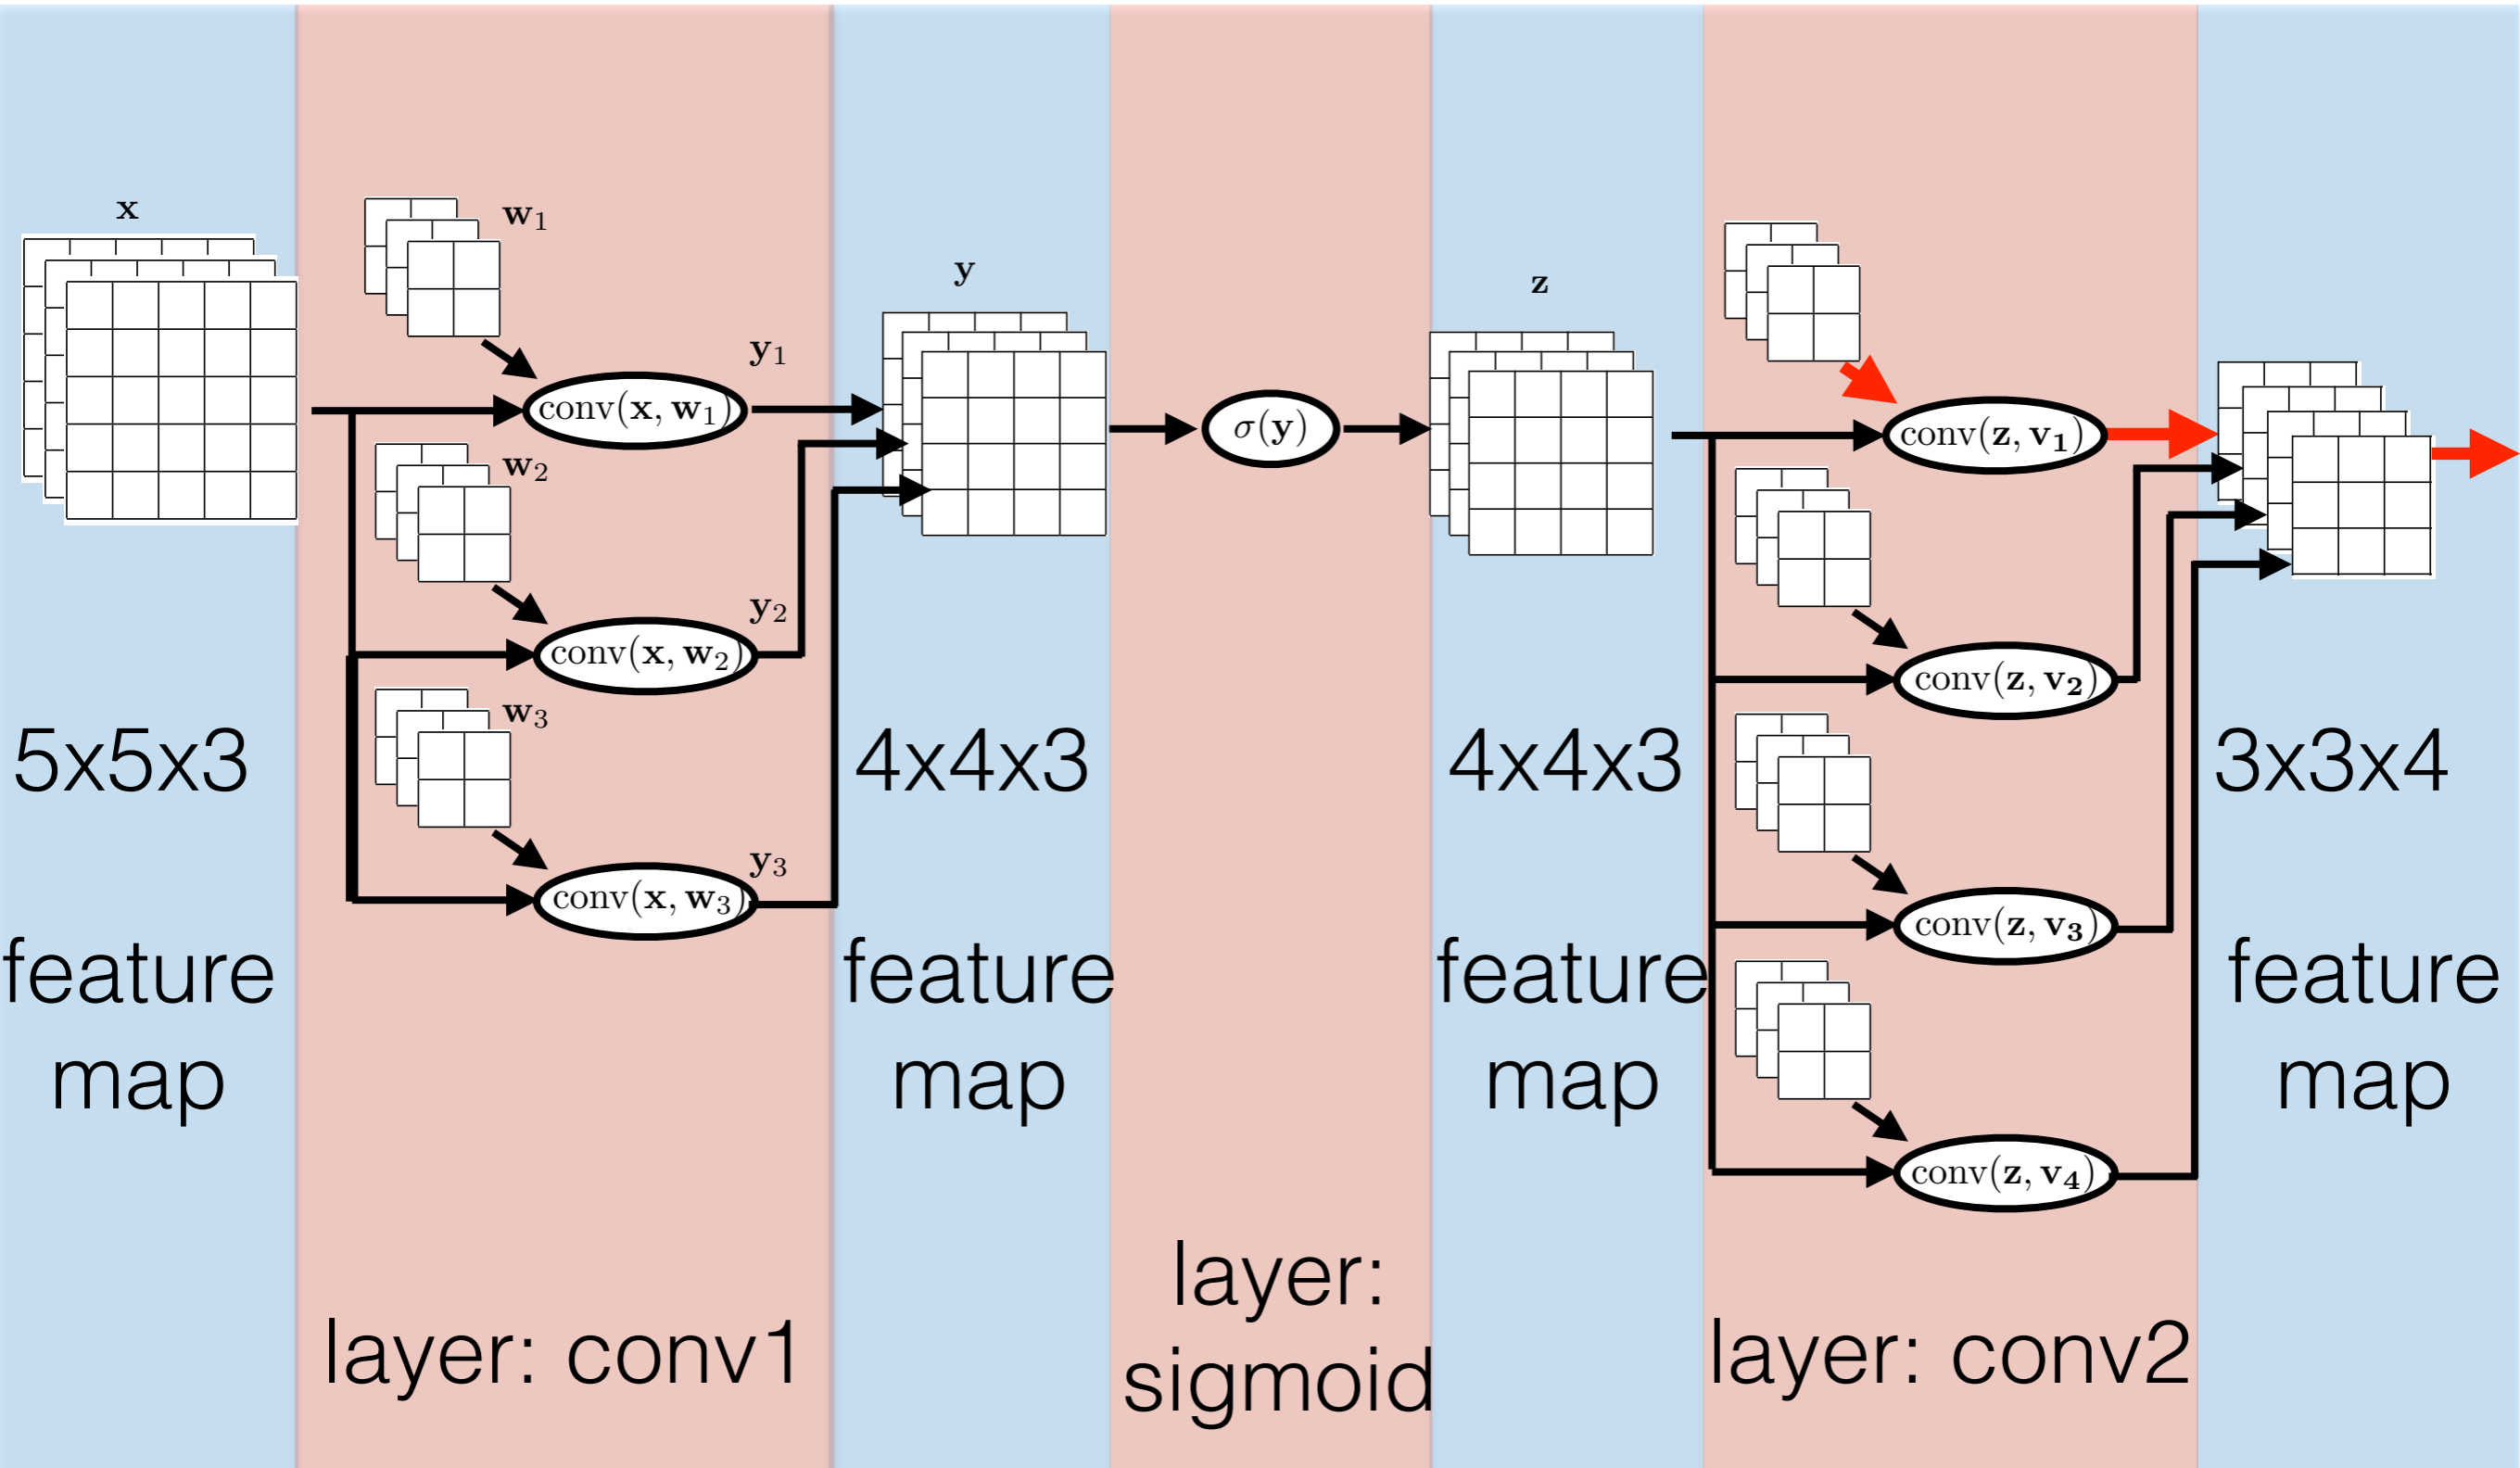 x
w₁
y₁
conv(x, w₁)
w₂
y₂
conv(x, w₂)
w₃
y₃
conv(x, w₃)
y
σ(y)
z
conv(z, v₁)
conv(z, v₂)
conv(z, v₃)
conv(z, v₄)
5x5x3
feature
map
4x4x3
feature
map
4x4x3
feature
map
3x3x4
feature
map
layer: conv1
layer:
sigmoid
layer: conv2